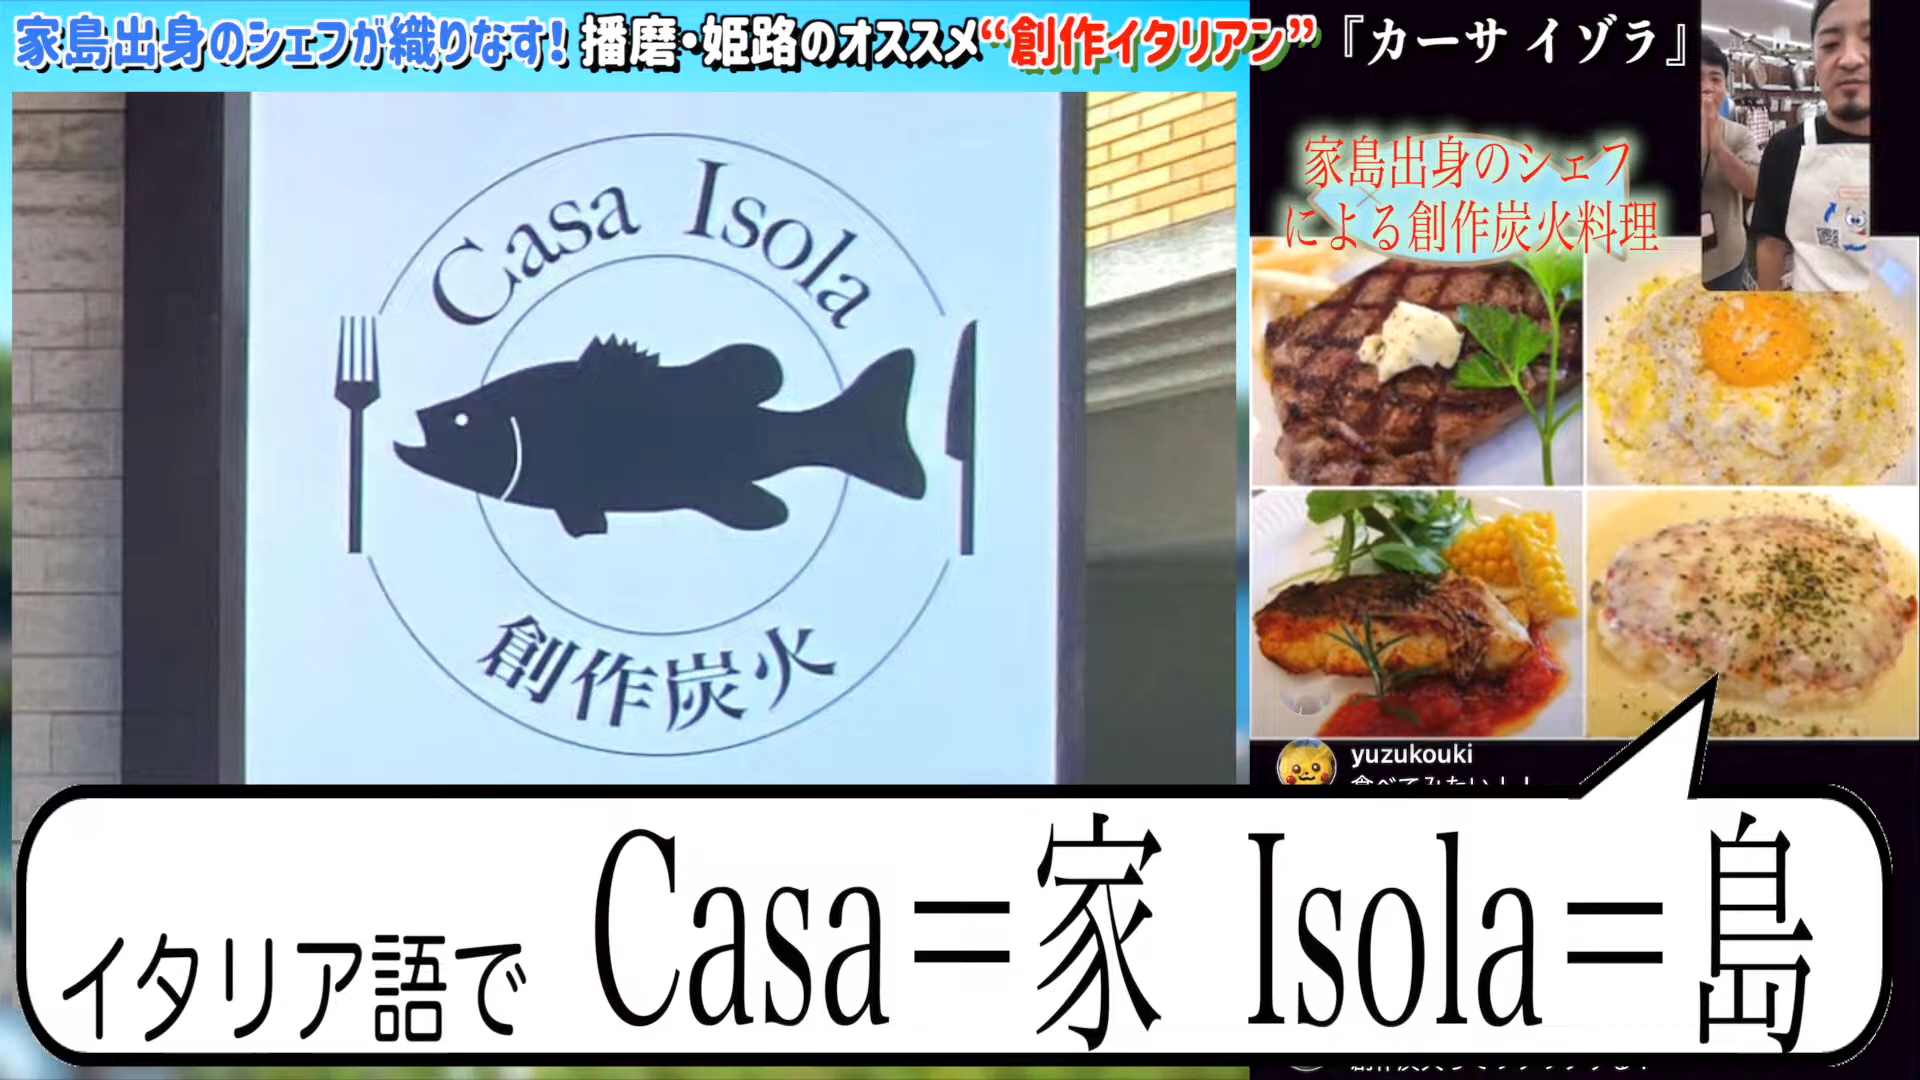 家島出身のシェフが織りなす!播磨・姫路のオススメ“創作イタリアン”『カーサ イゾラ』
Casa Isola
創作炭火
家島出身のシェフ
による創作炭火料理
yuzukouki
イタリア語で Casa=家 Isola=島